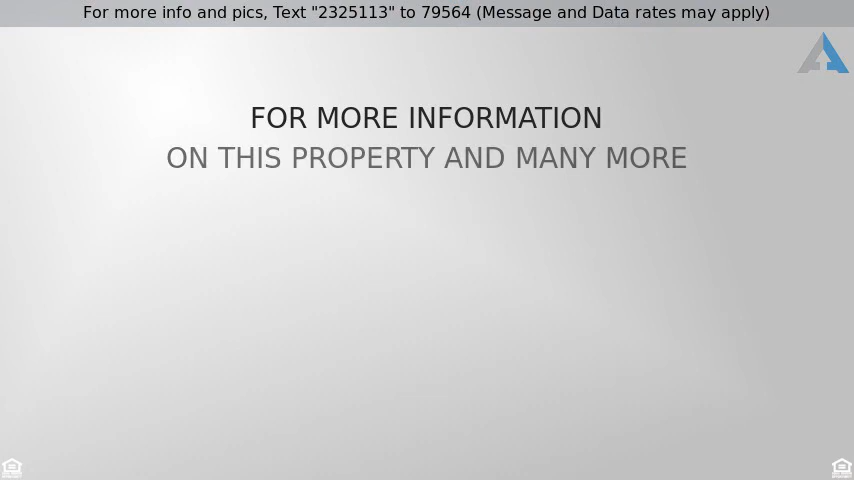 For more info and pics, Text "2325113" to 79564 (Message and Data rates may apply)
FOR MORE INFORMATION
ON THIS PROPERTY AND MANY MORE